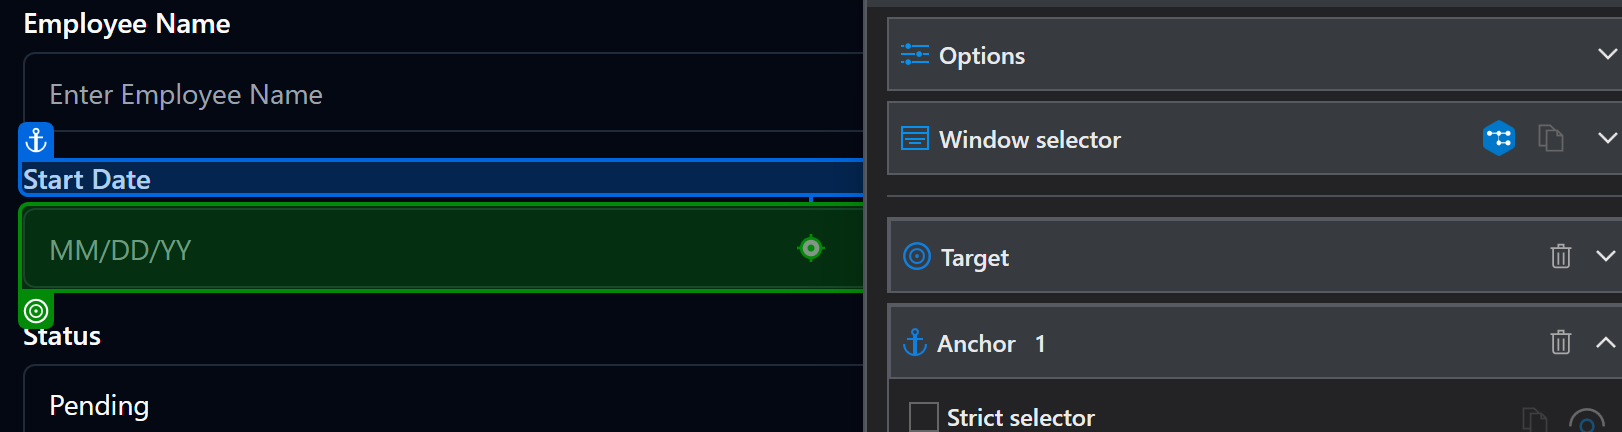 Employee Name
Enter Employee Name
Start Date
MM/DD/YY
Status
Pending
Options
Window selector
Target
Anchor 1
Strict selector